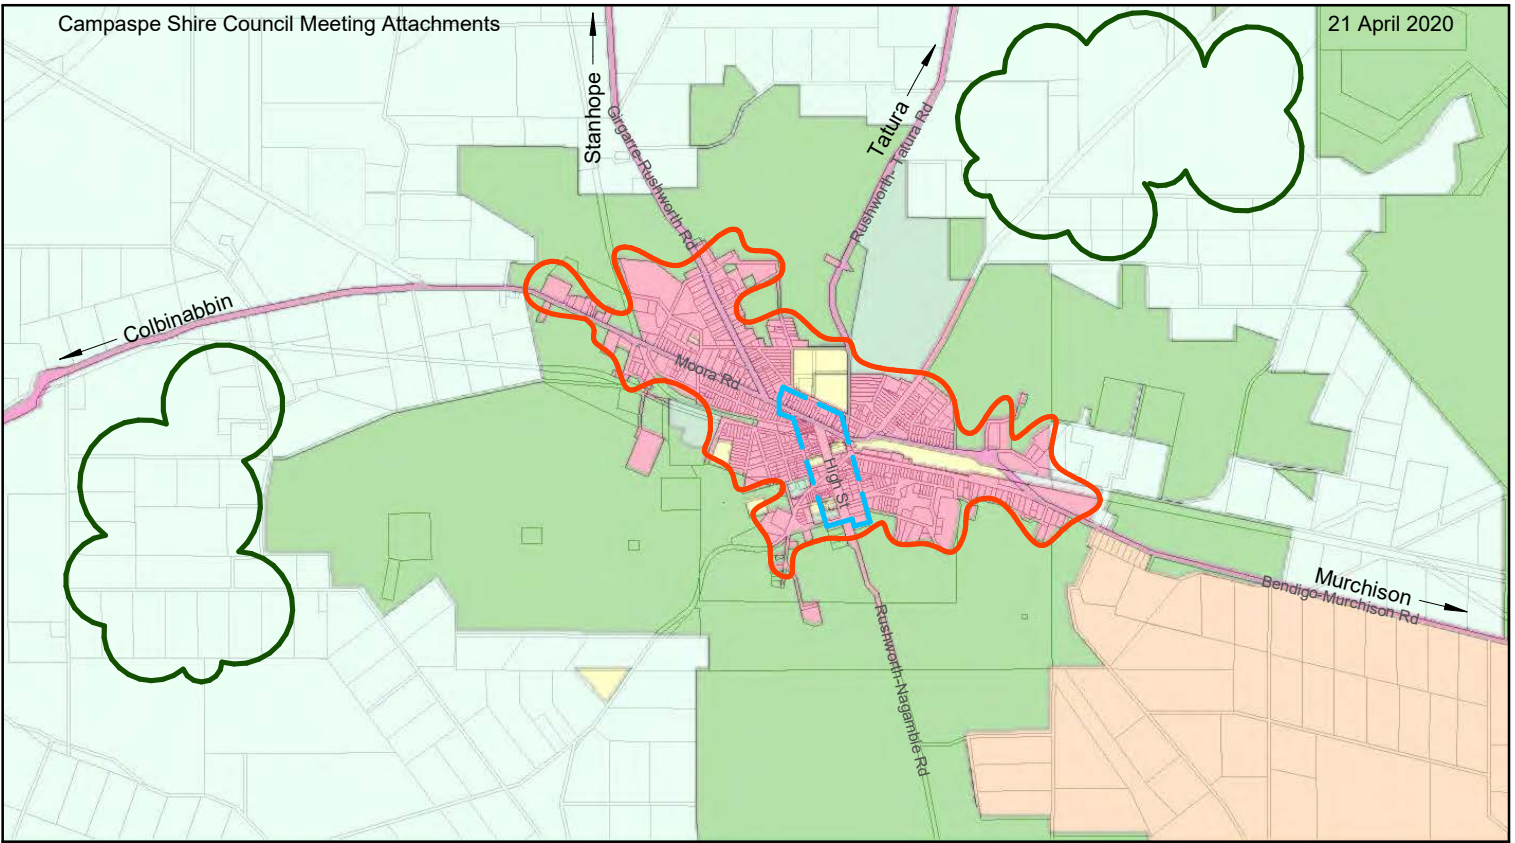 Campaspe Shire Council Meeting Attachments
21 April 2020
Stanhope
Girgarre-Rushworth Rd
Tatura
Rushworth- Tatura Rd
Colbinabbin
Moora Rd
High St
Murchison
Bendigo-Murchison Rd
Rushworth-Nagambie Rd